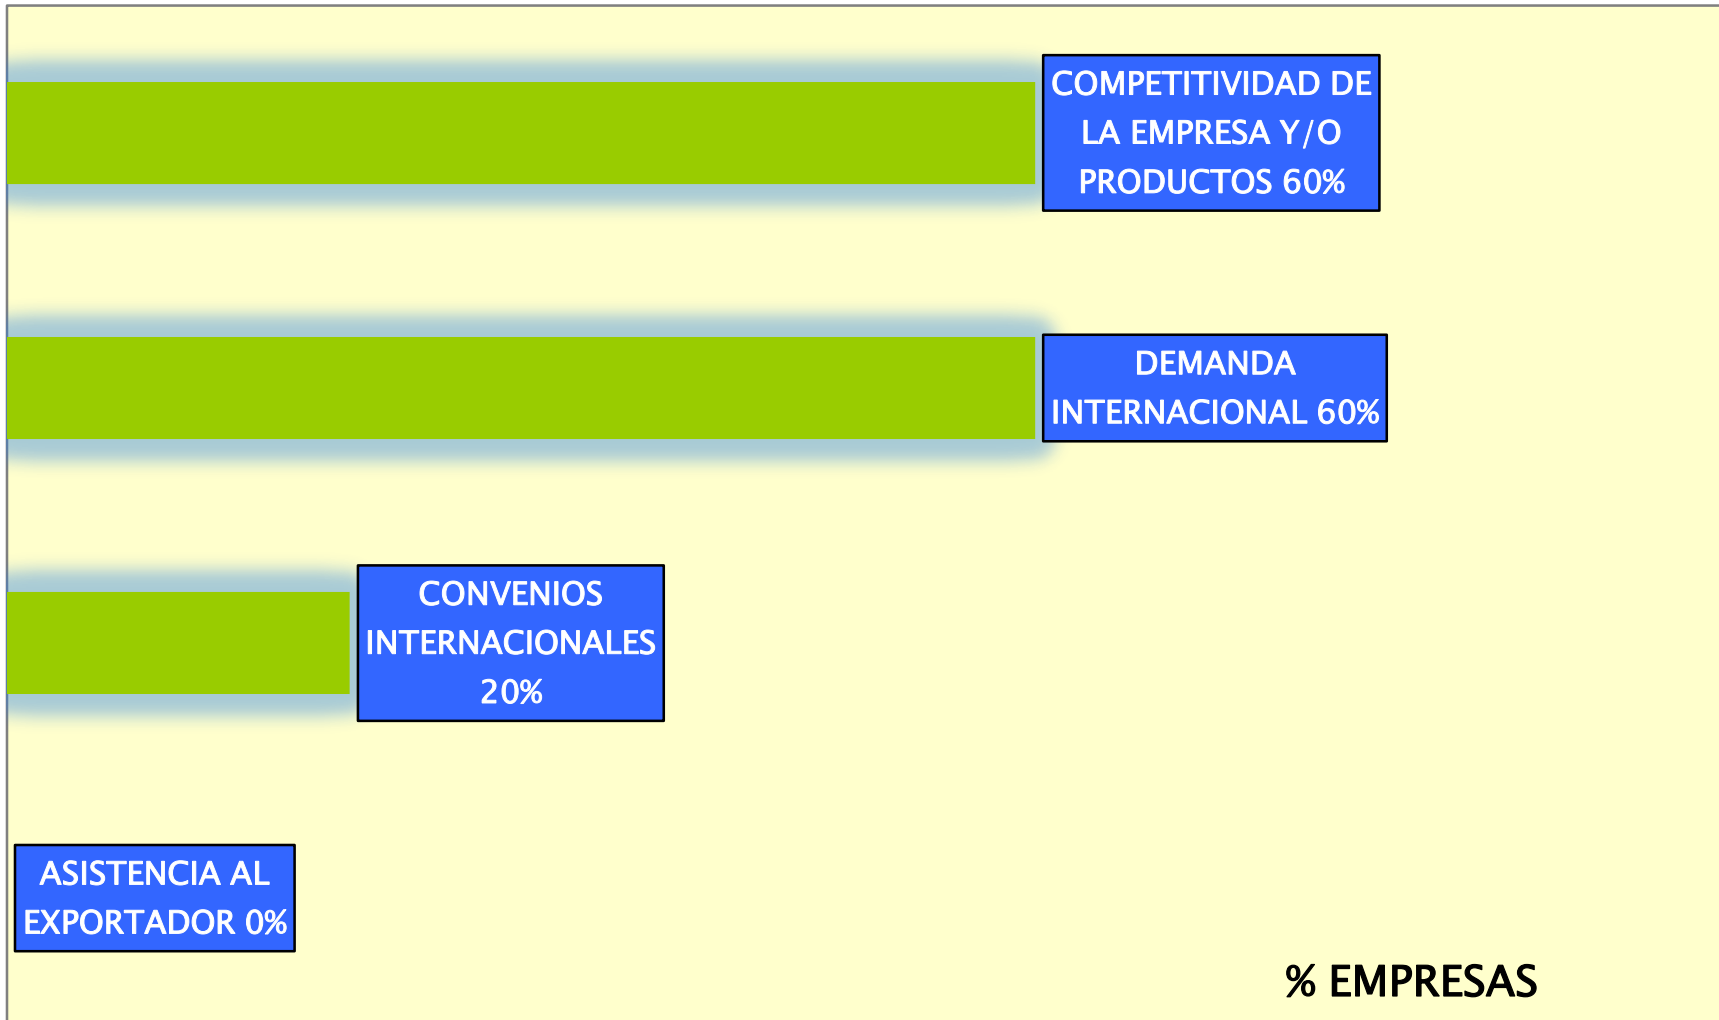 COMPETITIVIDAD DE
LA EMPRESA Y/O
PRODUCTOS 60%
DEMANDA
INTERNACIONAL 60%
CONVENIOS
INTERNACIONALES
20%
ASISTENCIA AL
EXPORTADOR 0%
% EMPRESAS